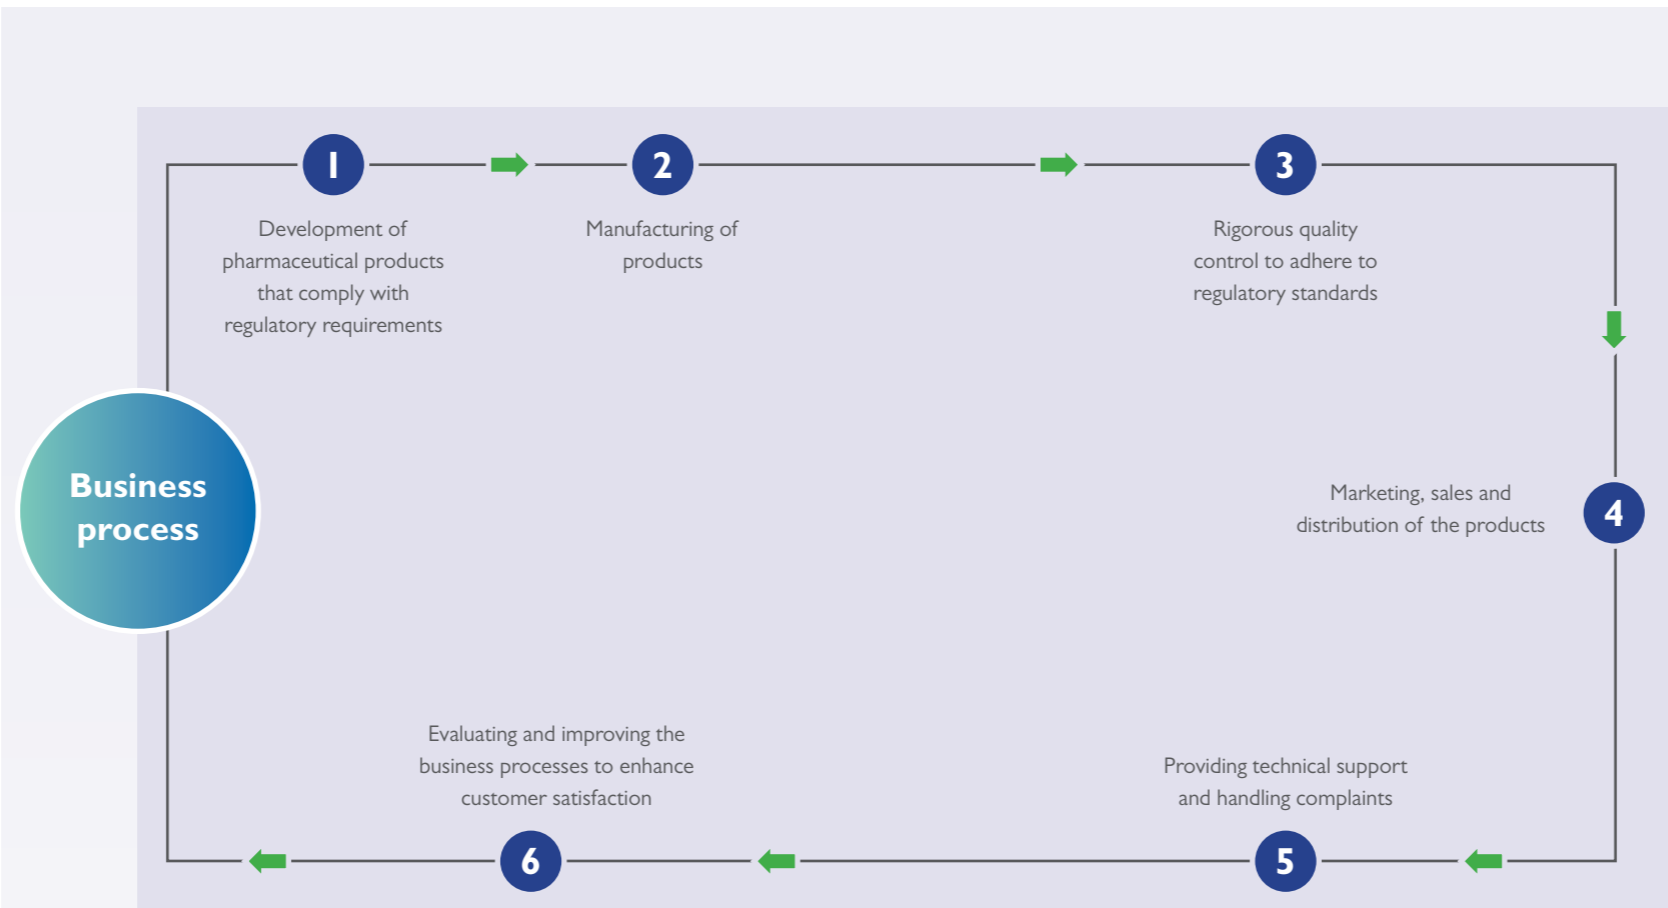 1
Development of
pharmaceutical products
that comply with
regulatory requirements
2
Manufacturing of
products
3
Rigorous quality
control to adhere to
regulatory standards
Business
process
Marketing, sales and
distribution of the products
4
Providing technical support
and handling complaints
5
Evaluating and improving the
business processes to enhance
customer satisfaction
6